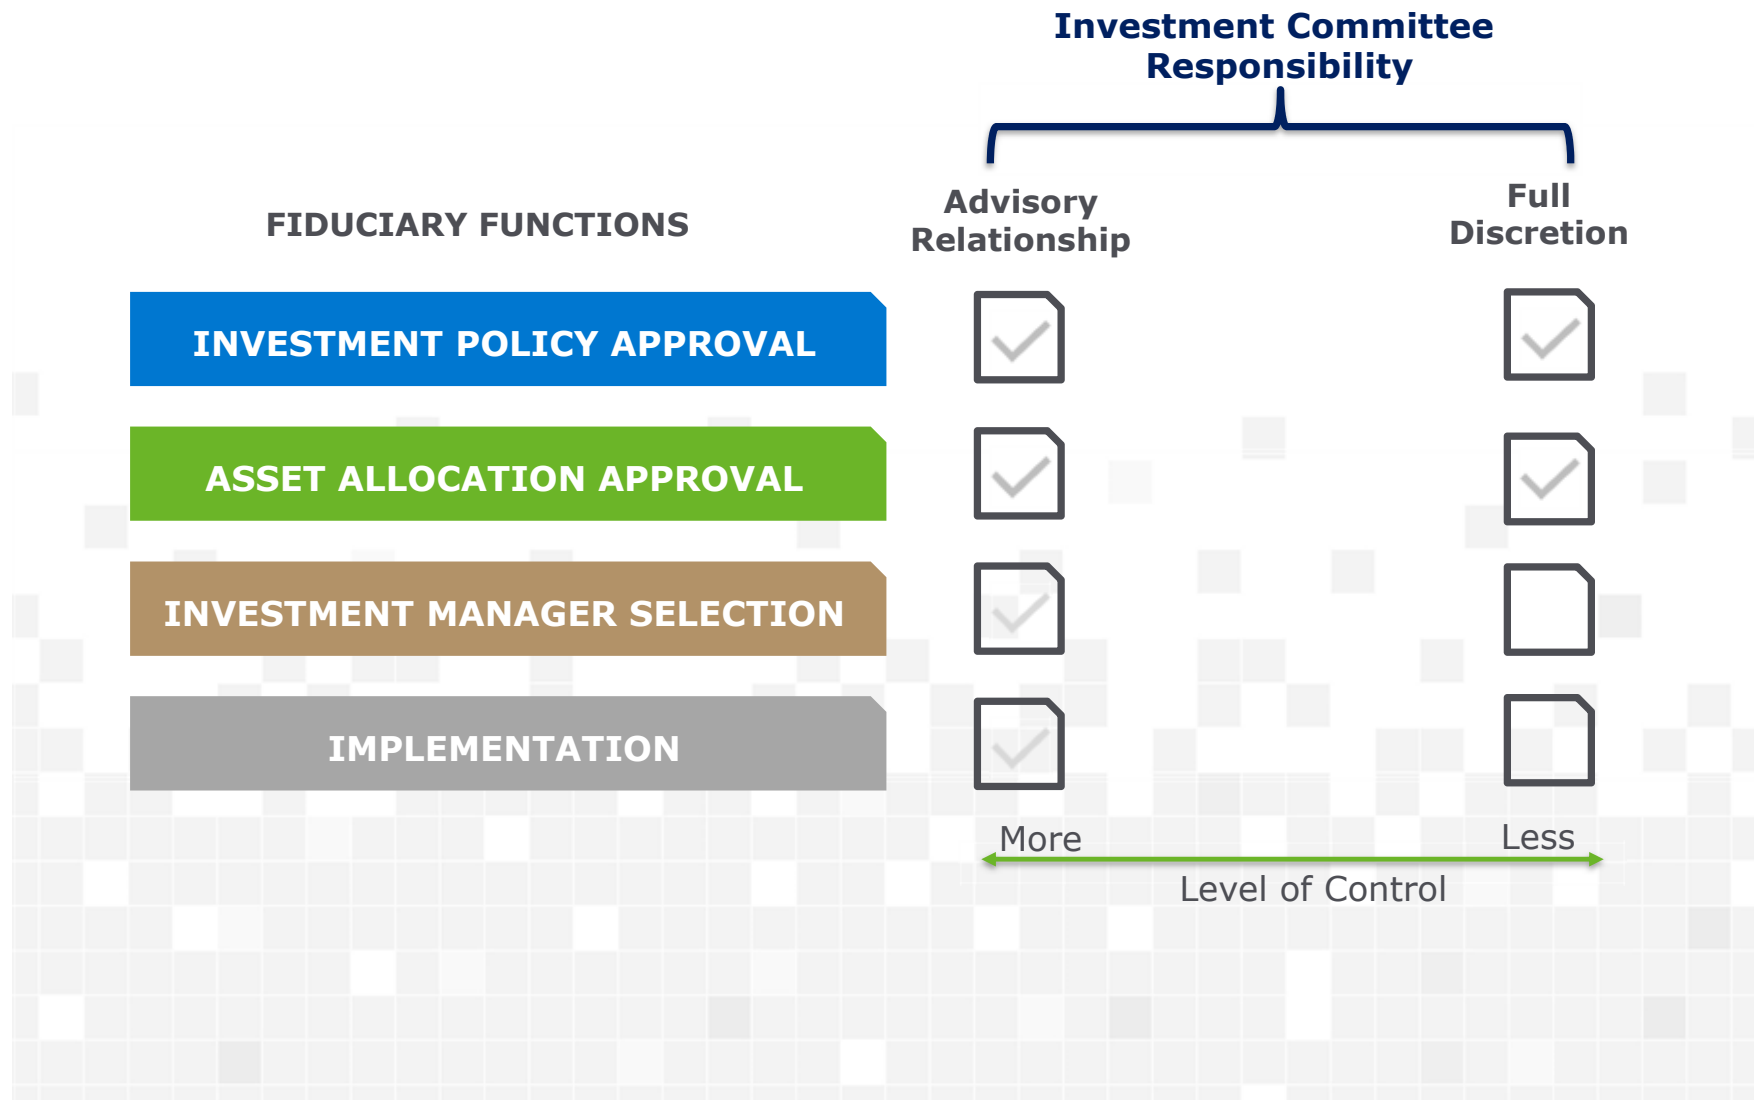 Investment Committee
Responsibility
FIDUCIARY FUNCTIONS
Advisory
Relationship
Full
Discretion
INVESTMENT POLICY APPROVAL
ASSET ALLOCATION APPROVAL
INVESTMENT MANAGER SELECTION
IMPLEMENTATION
More
Less
Level of Control